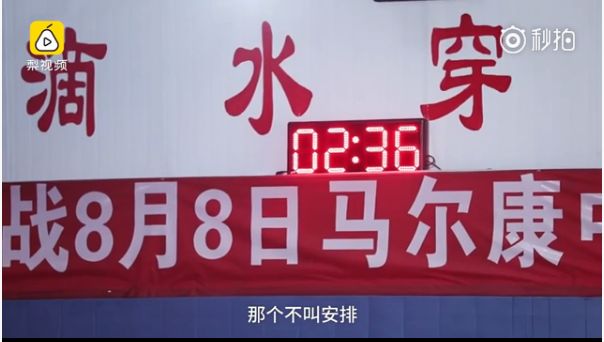 梨视频
秒拍
滴水穿
02:36
战8月8日马尔康
那个不叫安排